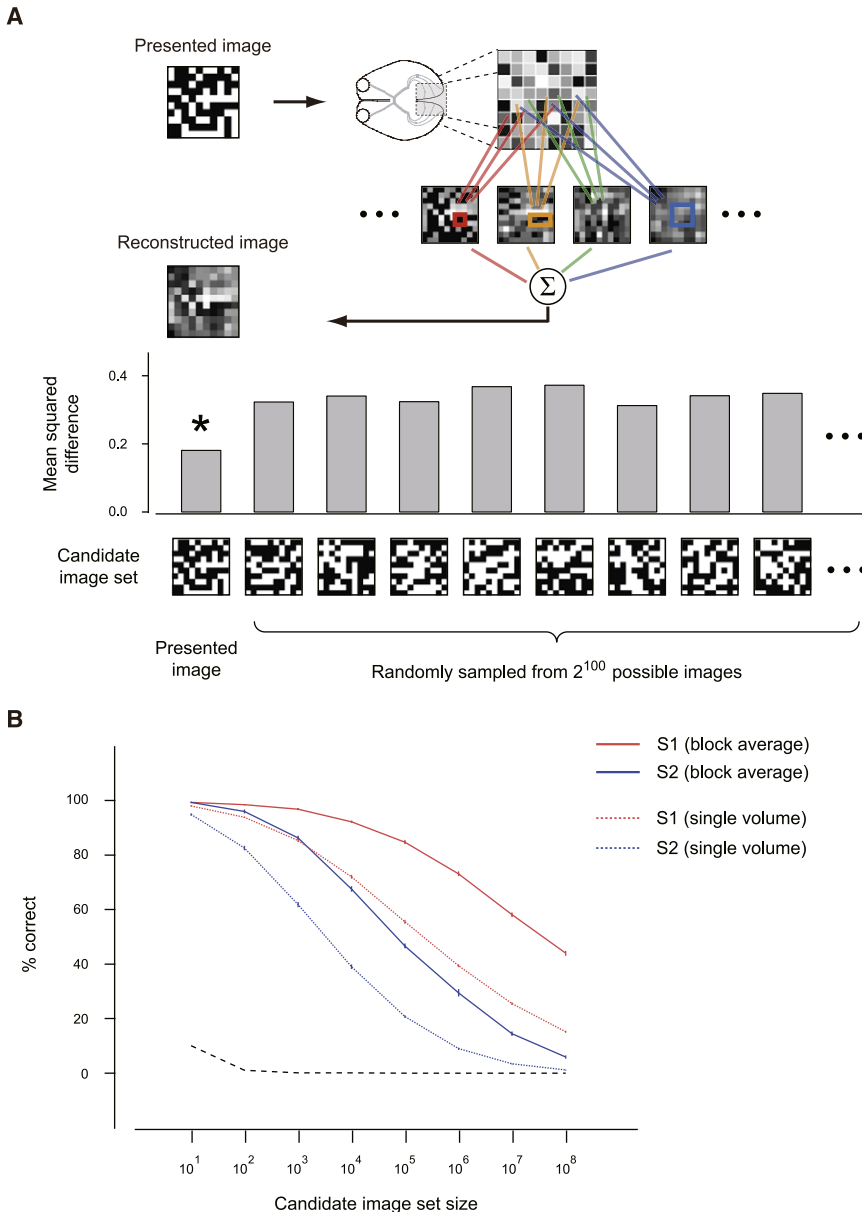 A
Presented image
Reconstructed image
Σ
Mean squared
difference
0.4
0.2
0.0
*
Candidate
image set
Presented
image
Randomly sampled from 2^100 possible images
B
S1 (block average)
S2 (block average)
S1 (single volume)
S2 (single volume)
% correct
100
80
60
40
20
0
10^1 10^2 10^3 10^4 10^5 10^6 10^7 10^8
Candidate image set size